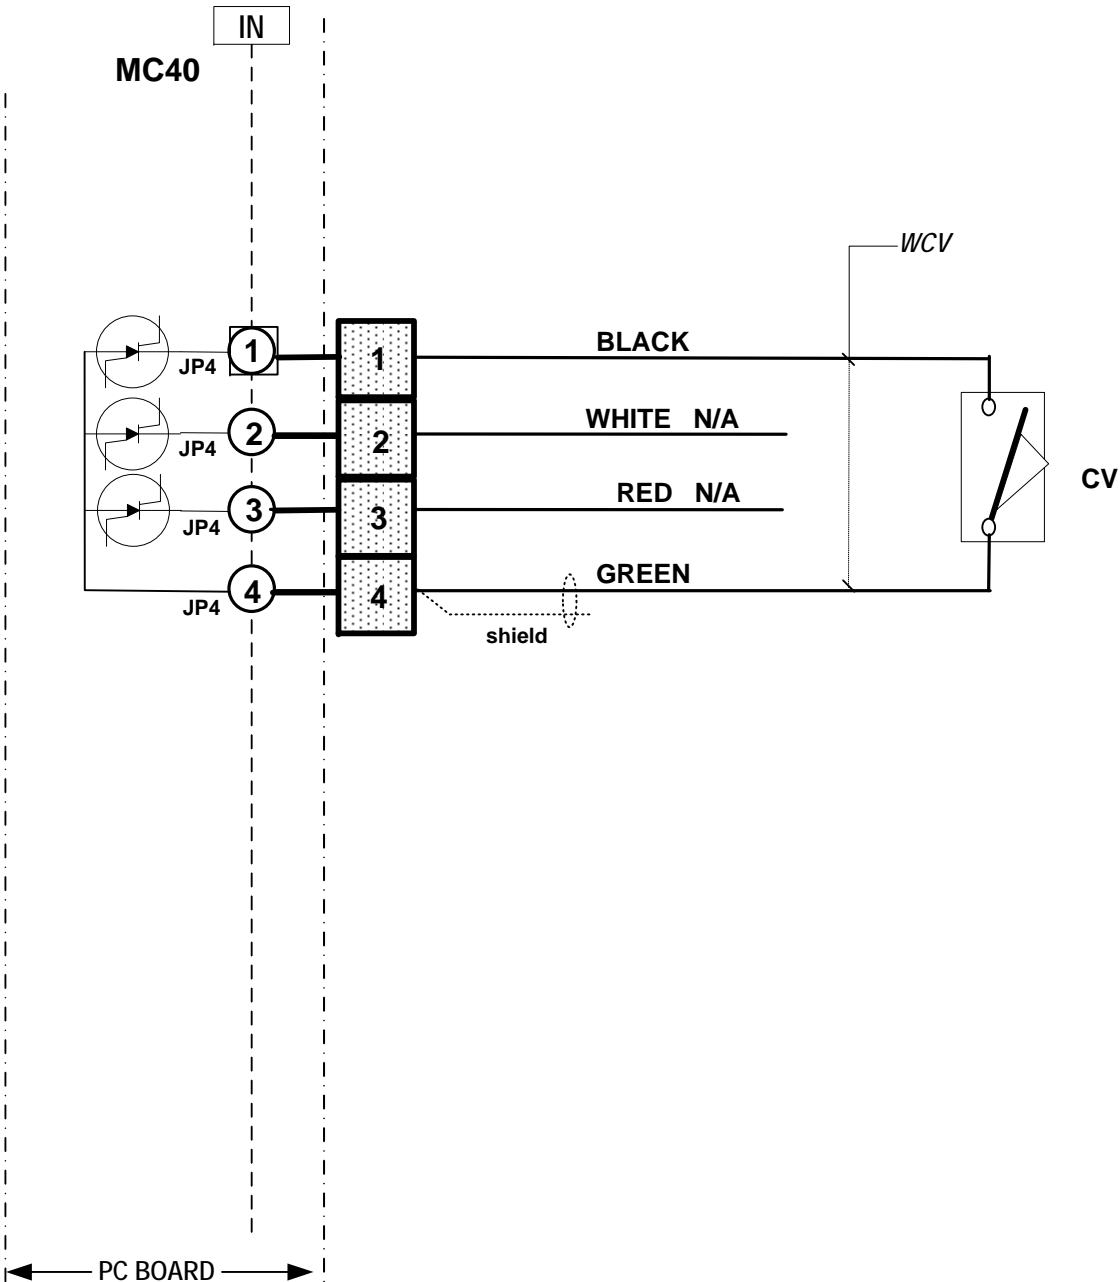 IN
MC40
WCV
BLACK
1
1
JP4
WHITE N/A
2
2
JP4
CV
RED N/A
3
3
JP4
GREEN
4
4
JP4
shield
PC BOARD